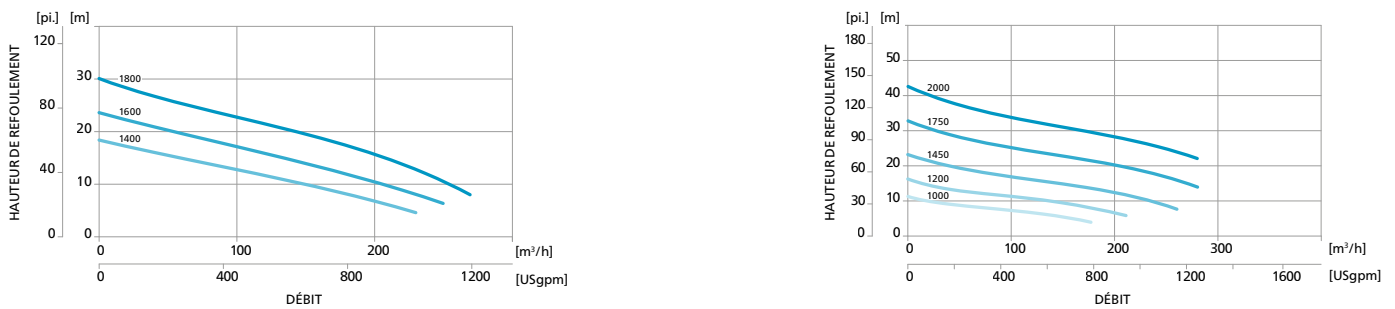 [pi.] [m]
HAUTEUR DE REFOULEMENT
120
80
40
0
30
20
10
0
1800
1600
1400
0 100 200 [m³/h]
0 400 800 1200 [USgpm]
DÉBIT
[pi.] [m]
HAUTEUR DE REFOULEMENT
180
150
120
90
60
30
0
50
40
30
20
10
0
2000
1750
1450
1200
1000
0 100 200 300 [m³/h]
0 400 800 1200 1600 [USgpm]
DÉBIT